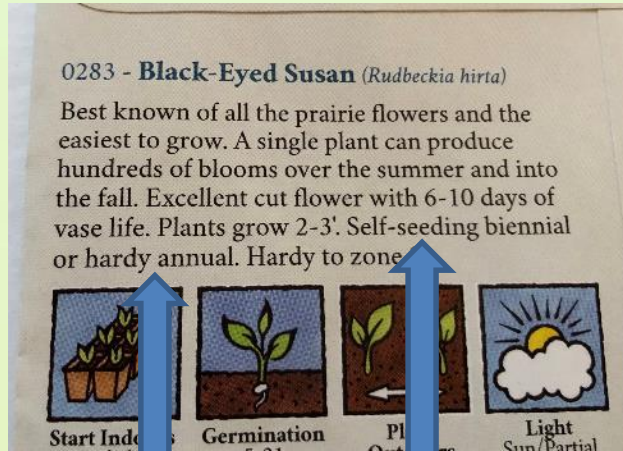 0283 - Black-Eyed Susan (Rudbeckia hirta)
Best known of all the prairie flowers and the
easiest to grow. A single plant can produce
hundreds of blooms over the summer and into
the fall. Excellent cut flower with 6-10 days of
vase life. Plants grow 2-3'. Self-seeding biennial
or hardy annual. Hardy to zone
Start Germination Light
Sun/Partial